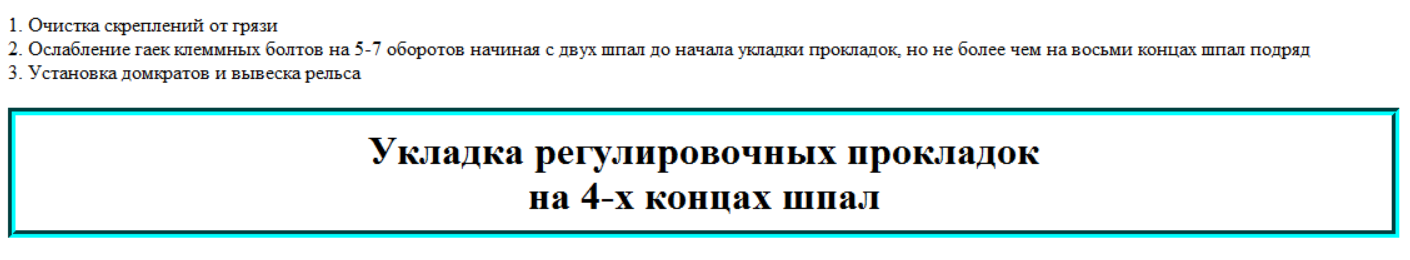 1. Очистка скреплений от грязи
2. Ослабление гаек клеммных болтов на 5-7 оборотов начиная с двух шпал до начала укладки прокладок, но не более чем на восьми концах шпал подряд
3. Установка домкратов и вывеска рельса
Укладка регулировочных прокладок
на 4-х концах шпал